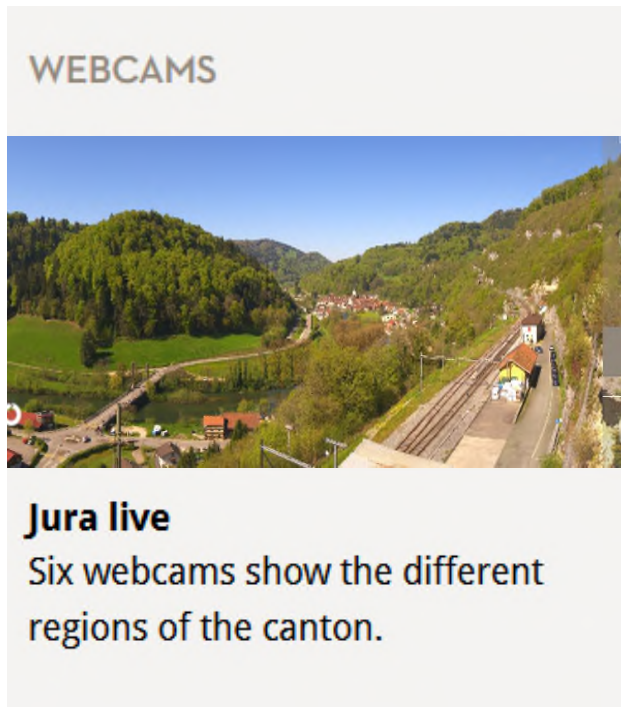 WEBCAMS
Jura live
Six webcams show the different
regions of the canton.